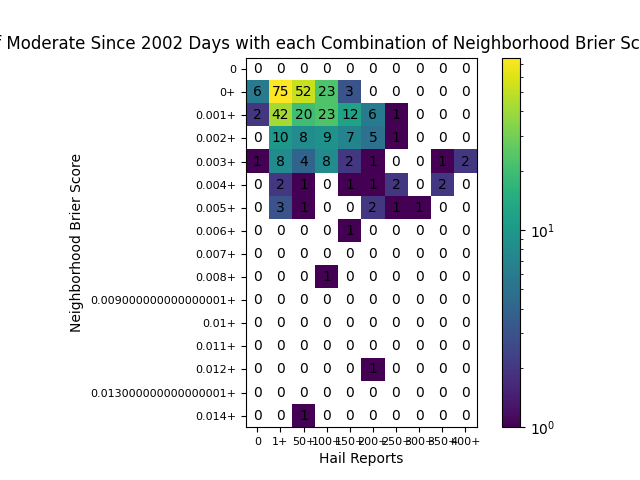 Moderate Since 2002 Days with each Combination of Neighborhood Brier
Neighborhood Brier Score
0 0 0 0 0 0 0 0 0 0 0
0+ 6 75 52 23 3 0 0 0 0 0
0.001+ 2 42 20 23 12 6 1 0 0 0
0.002+ 0 10 8 9 7 5 1 0 0 0
0.003+ 1 8 4 8 2 1 0 0 1 2
0.004+ 0 2 1 0 1 1 2 0 2 0
0.005+ 0 3 1 0 0 2 1 1 0 0
0.006+ 0 0 0 0 1 0 0 0 0 0
0.007+ 0 0 0 0 0 0 0 0 0 0
0.008+ 0 0 0 1 0 0 0 0 0 0
0.009000000000000001+ 0 0 0 0 0 0 0 0 0 0
0.01+ 0 0 0 0 0 0 0 0 0 0
0.011+ 0 0 0 0 0 0 0 0 0 0
0.012+ 0 0 0 0 0 1 0 0 0 0
0.013000000000000001+ 0 0 0 0 0 0 0 0 0 0
0.014+ 0 0 1 0 0 0 0 0 0 0
0 1+ 50+ 100+ 150+ 200+ 250+ 300+ 350+ 400+
Hail Reports
10¹
10⁰